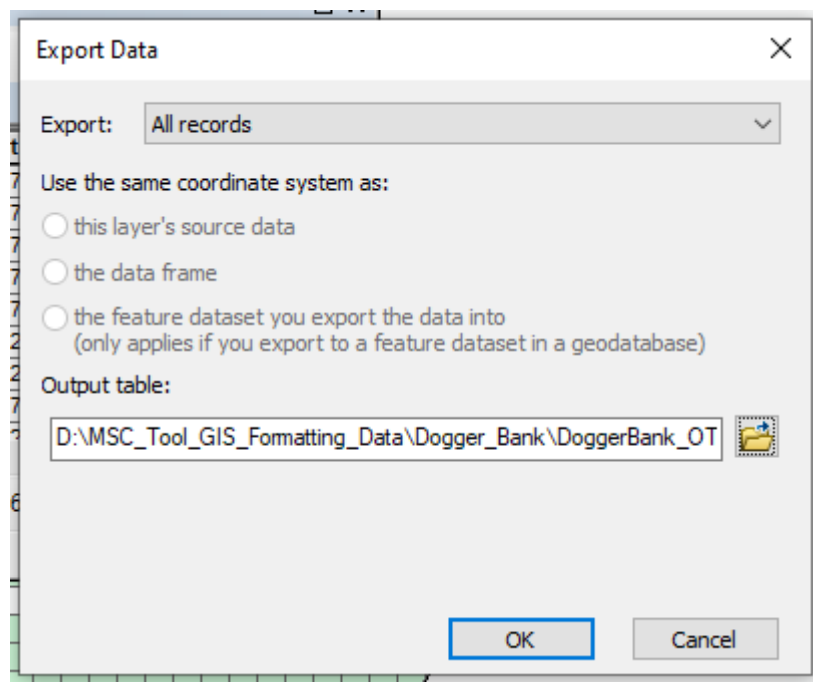 Export Data
Export: All records
Use the same coordinate system as:
this layer's source data
the data frame
the feature dataset you export the data into
(only applies if you export to a feature dataset in a geodatabase)
Output table:
D:\MSC_Tool_GIS_Formatting_Data\Dogger_Bank\DoggerBank_OT
OK Cancel